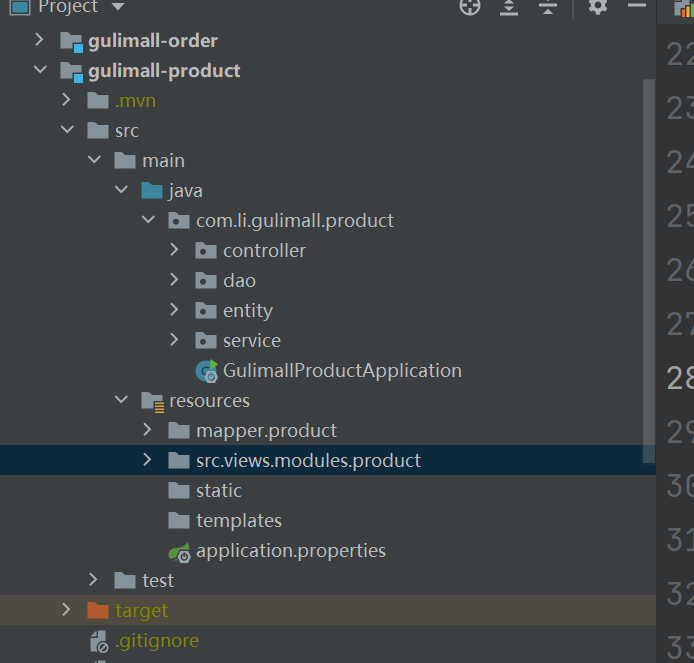 Project
gulimall-order
gulimall-product
.mvn
src
main
java
com.li.gulimall.product
controller
dao
entity
service
GulimallProductApplication
resources
mapper.product
src.views.modules.product
static
templates
application.properties
test
target
.gitignore
22
23
24
25
26
27
28
29
30
31
32
33